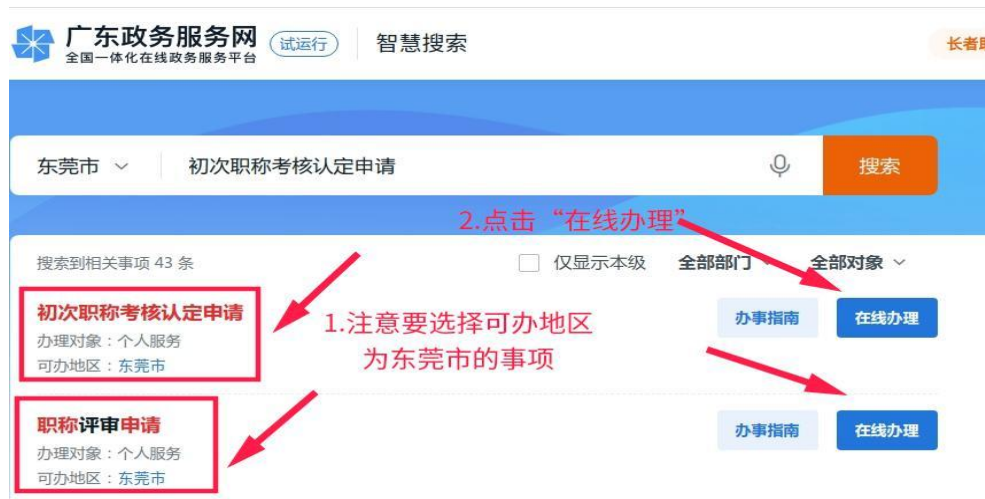 广东政务服务网
全国一体化在线政务服务平台
试运行
智慧搜索
长者助
东莞市
初次职称考核认定申请
搜索
2.点击“在线办理”
搜索到相关事项 43 条
仅显示本级
全部部门
全部对象
初次职称考核认定申请
办理对象：个人服务
可办地区：东莞市
1.注意要选择可办地区
为东莞市的事项
办事指南
在线办理
职称评审申请
办理对象：个人服务
可办地区：东莞市
办事指南
在线办理